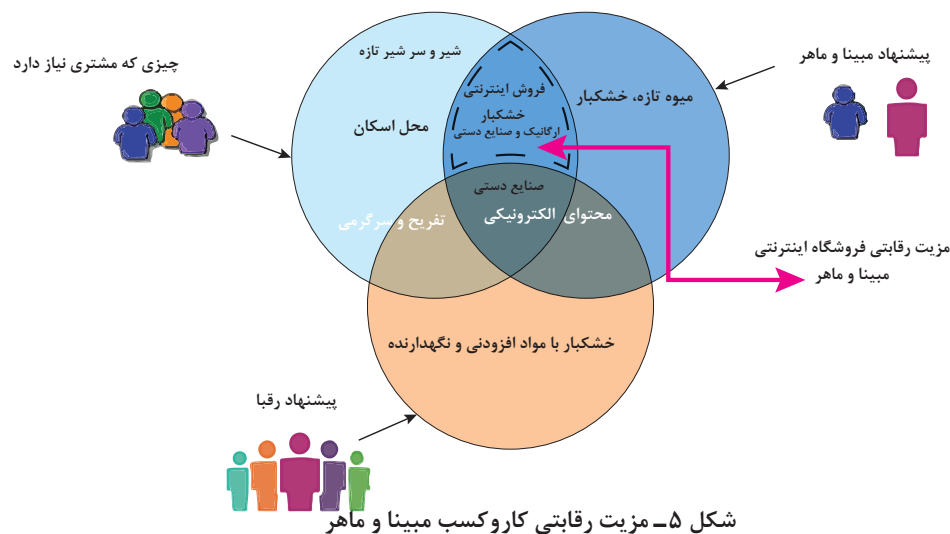 شیر و سر شیر تازه
چیزی که مشتری نیاز دارد
پیشنهاد مبینا و ماهر
فروش اینترنتی
میوه تازه، خشکبار
خشکبار
ارگانیک و صنایع دستی
محل اسکان
صنایع دستی
محتوای الکترونیکی
تفریح و سرگرمی
مزیت رقابتی فروشگاه اینترنتی
مبینا و ماهر
خشکبار با مواد افزودنی و نگهدارنده
پیشنهاد رقبا
شکل ۵ـ مزیت رقابتی کاروکسب مبینا و ماهر